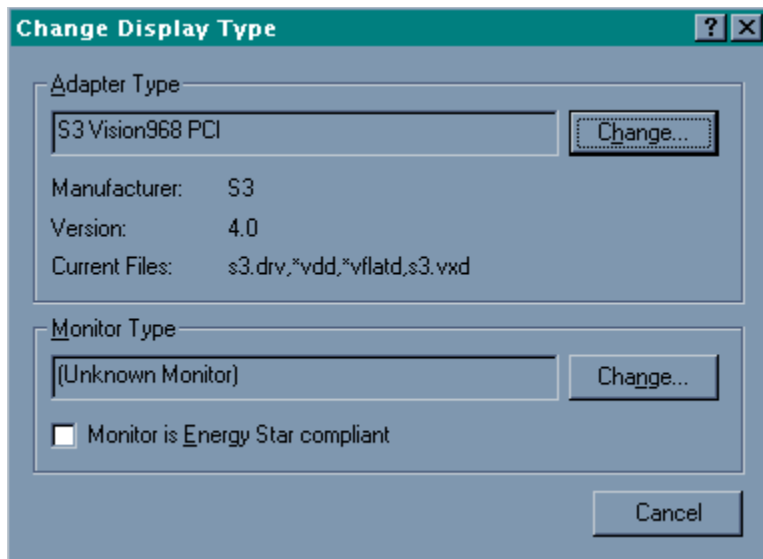 Change Display Type
Adapter Type
S3 Vision968 PCI
Change...
Manufacturer: S3
Version: 4.0
Current Files: s3.drv,*vdd,*vflatd,s3.vxd
Monitor Type
(Unknown Monitor)
Change...
Monitor is Energy Star compliant
Cancel